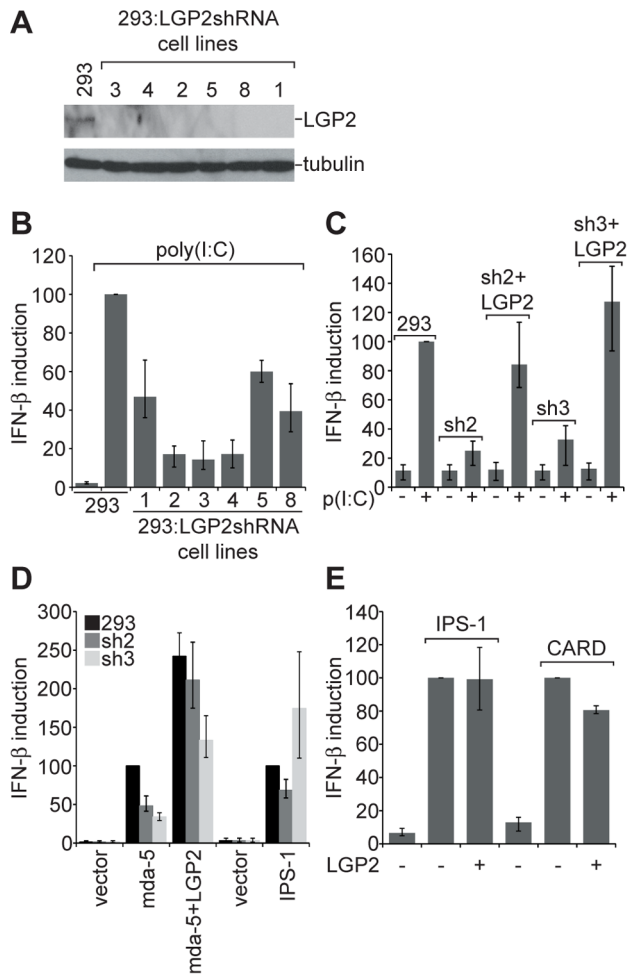 A
293:LGP2shRNA
cell lines
293 3 4 2 5 8 1
-LGP2
-tubulin
B
poly(I:C)
IFN-β induction
120
100
80
60
40
20
0
293 1 2 3 4 5 8
293:LGP2shRNA
cell lines
C
IFN-β induction
160
140
120
100
80
60
40
20
0
293
sh2
sh2+
LGP2
sh3
sh3+
LGP2
p(I:C) - + - + - + - + - +
D
IFN-β induction
300
250
200
150
100
50
0
293
sh2
sh3
vector
mda-5
mda-5+LGP2
vector
IPS-1
E
IFN-β induction
140
120
100
80
60
40
20
0
IPS-1
CARD
LGP2 - - + - - +